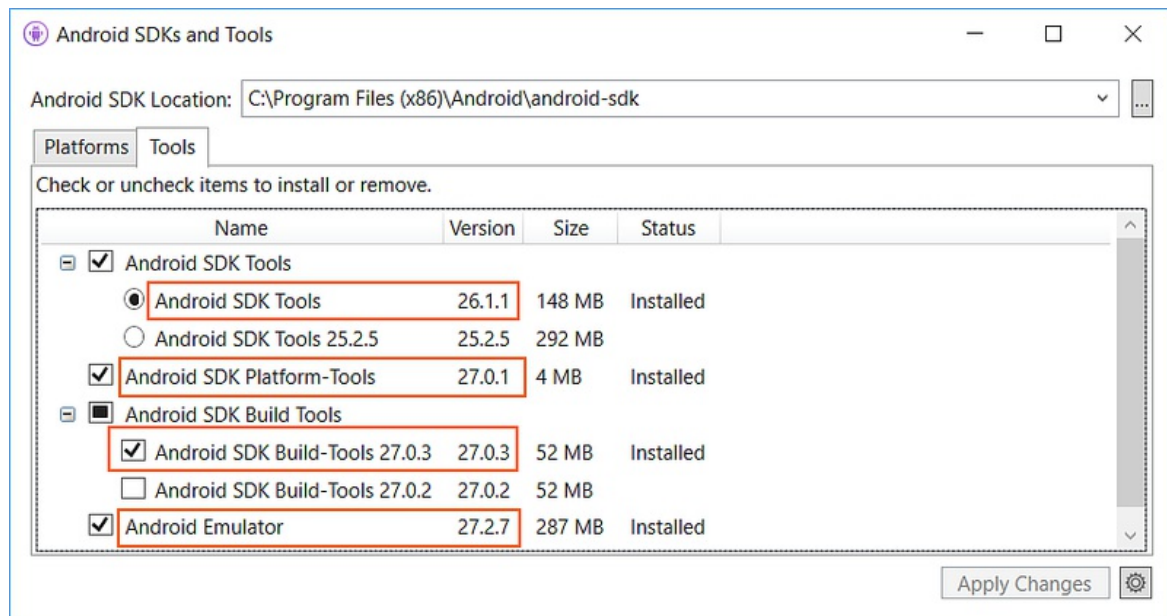 Android SDKs and Tools
Android SDK Location: C:\Program Files (x86)\Android\android-sdk ...
Platforms Tools
Check or uncheck items to install or remove.
Name Version Size Status
Android SDK Tools
Android SDK Tools 26.1.1 148 MB Installed
Android SDK Tools 25.2.5 25.2.5 292 MB
Android SDK Platform-Tools 27.0.1 4 MB Installed
Android SDK Build Tools
Android SDK Build-Tools 27.0.3 27.0.3 52 MB Installed
Android SDK Build-Tools 27.0.2 27.0.2 52 MB
Android Emulator 27.2.7 287 MB Installed
Apply Changes